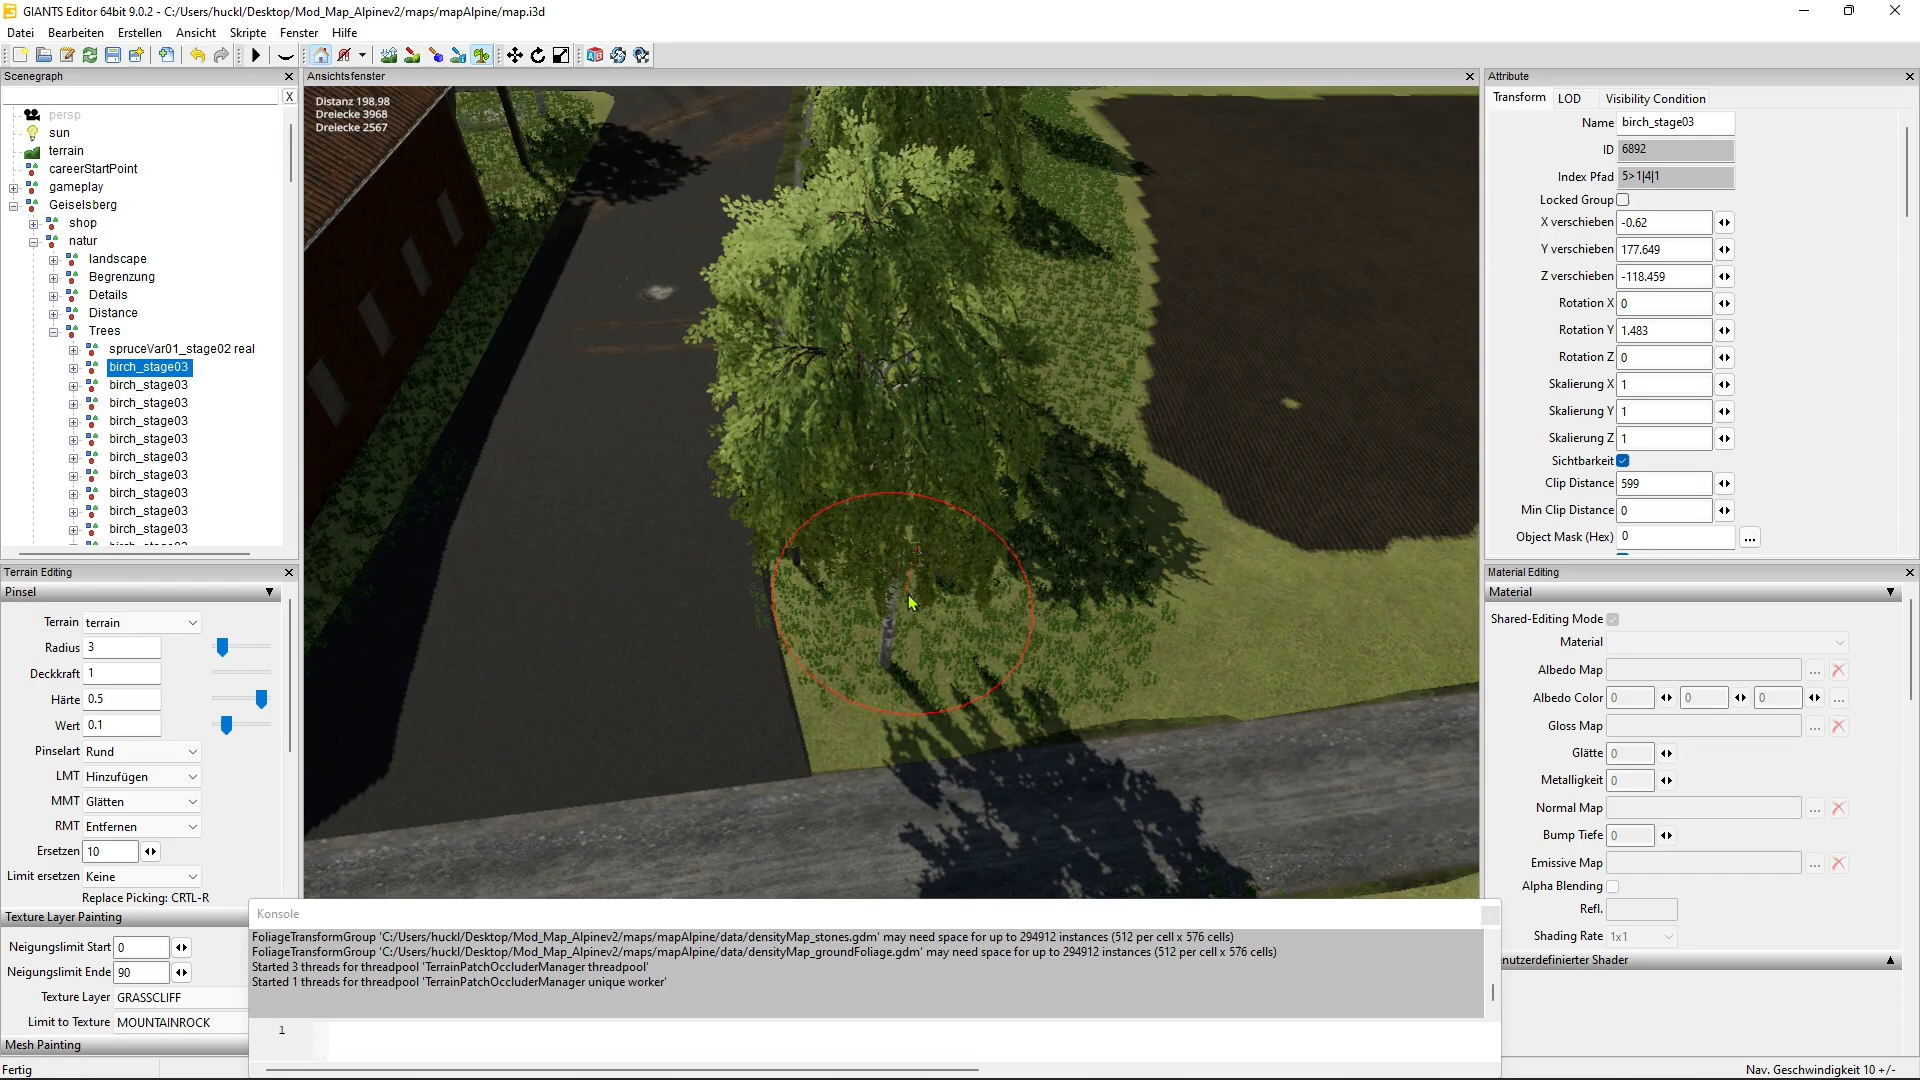 GIANTS Editor 64bit 9.0.2 - C:/Users/huckl/Desktop/Mod_Map_Alpinev2/maps/mapAlpine/map.i3d
Datei Bearbeiten Erstellen Ansicht Skripte Fenster Hilfe
Scenegraph
X
persp
sun
terrain
careerStartPoint
gameplay
Geiselsberg
shop
natur
landscape
Begrenzung
Details
Distance
Trees
spruceVar01_stage02 real
birch_stage03
birch_stage03
birch_stage03
birch_stage03
birch_stage03
birch_stage03
birch_stage03
birch_stage03
birch_stage03
birch_stage03
Terrain Editing
Pinsel
Terrain terrain
Radius 3
Deckkraft 1
Härte 0.5
Wert 0.1
Pinselart Rund
LMT Hinzufügen
MMT Glätten
RMT Entfernen
Ersetzen 10
Limit ersetzen Keine
Replace Picking: CRTL-R
Texture Layer Painting
Neigungslimit Start 0
Neigungslimit Ende 90
Texture Layer GRASSCLIFF
Limit to Texture MOUNTAINROCK
Mesh Painting
Fertig
Ansichtsfenster
Distanz 198.98
Dreiecke 3968
Dreiecke 2567
Konsole
FoliageTransformGroup 'C:/Users/huckl/Desktop/Mod_Map_Alpinev2/maps/mapAlpine/data/densityMap_stones.gdm' may need space for up to 294912 instances (512 per cell x 576 cells)
FoliageTransformGroup 'C:/Users/huckl/Desktop/Mod_Map_Alpinev2/maps/mapAlpine/data/densityMap_groundFoliage.gdm' may need space for up to 294912 instances (512 per cell x 576 cells)
Started 3 threads for threadpool 'TerrainPatchOccluderManager threadpool'
Started 1 threads for threadpool 'TerrainPatchOccluderManager unique worker'
1
Attribute
Transform LOD Visibility Condition
Name birch_stage03
ID 6892
Index Pfad 5>1|4|1
Locked Group
X verschieben -0.62
Y verschieben 177.649
Z verschieben -118.459
Rotation X 0
Rotation Y 1.483
Rotation Z 0
Skalierung X 1
Skalierung Y 1
Skalierung Z 1
Sichtbarkeit
Clip Distance 599
Min Clip Distance 0
Object Mask (Hex) 0 ...
Material Editing
Material
Shared-Editing Mode
Material
Albedo Map ...
Albedo Color 0 0 0 ...
Gloss Map ...
Glätte 0
Metalligkeit 0
Normal Map ...
Bump Tiefe 0
Emissive Map ...
Alpha Blending
Refl.
Shading Rate 1x1
nutzerdefinierter Shader
Nav. Geschwindigkeit 10 +/-